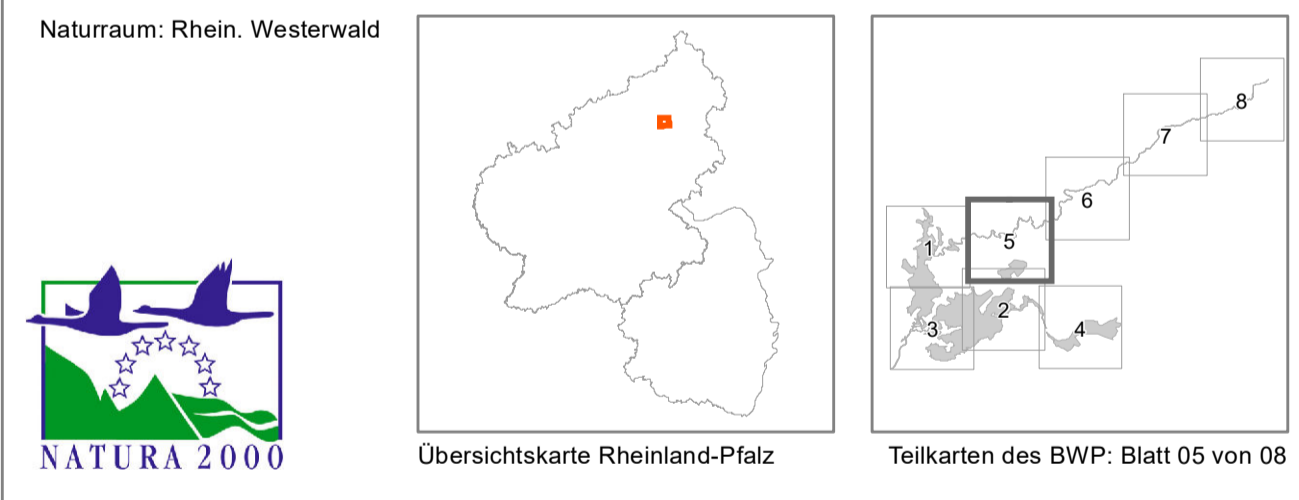 Naturraum: Rhein. Westerwald
NATURA 2000
Übersichtskarte Rheinland-Pfalz
8
7
6
5
1
2
3
4
Teilkarten des BWP: Blatt 05 von 08